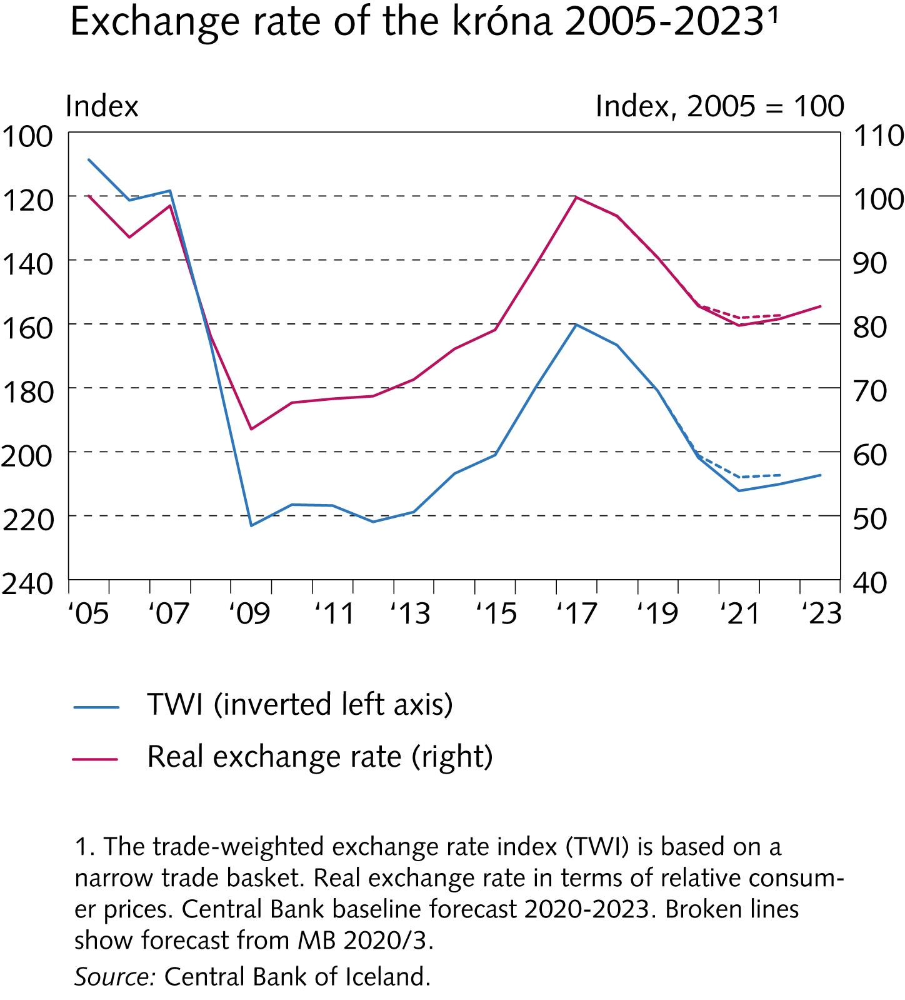 Exchange rate of the króna 2005-2023¹
Index
Index, 2005 = 100
100
110
120
100
140
90
160
80
180
70
200
60
220
50
240
40
‘05 ‘07 ‘09 ‘11 ‘13 ‘15 ‘17 ‘19 ‘21 ‘23
TWI (inverted left axis)
Real exchange rate (right)
1. The trade-weighted exchange rate index (TWI) is based on a
narrow trade basket. Real exchange rate in terms of relative consum-
er prices. Central Bank baseline forecast 2020-2023. Broken lines
show forecast from MB 2020/3.
Source: Central Bank of Iceland.